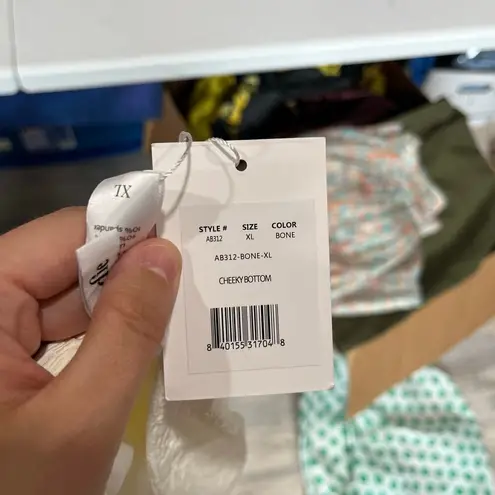 XL
STYLE # SIZE COLOR
AB312 XL BONE
AB312-BONE-XL
CHEEKY BOTTOM
8 40155 31704 8